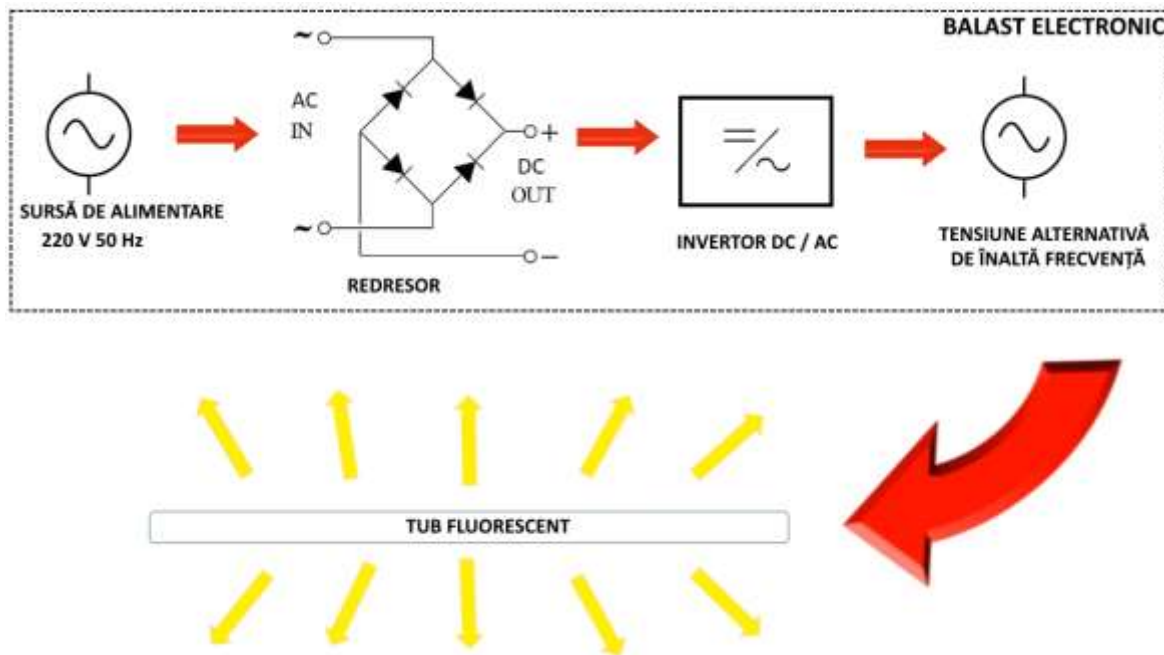 BALAST ELECTRONIC
~
AC
IN
+
DC
OUT
~
−
SURSĂ DE ALIMENTARE
220 V 50 Hz
REDRESOR
INVERTOR DC / AC
TENSIUNE ALTERNATIVĂ
DE ÎNALTĂ FRECVENȚĂ
TUB FLUORESCENT